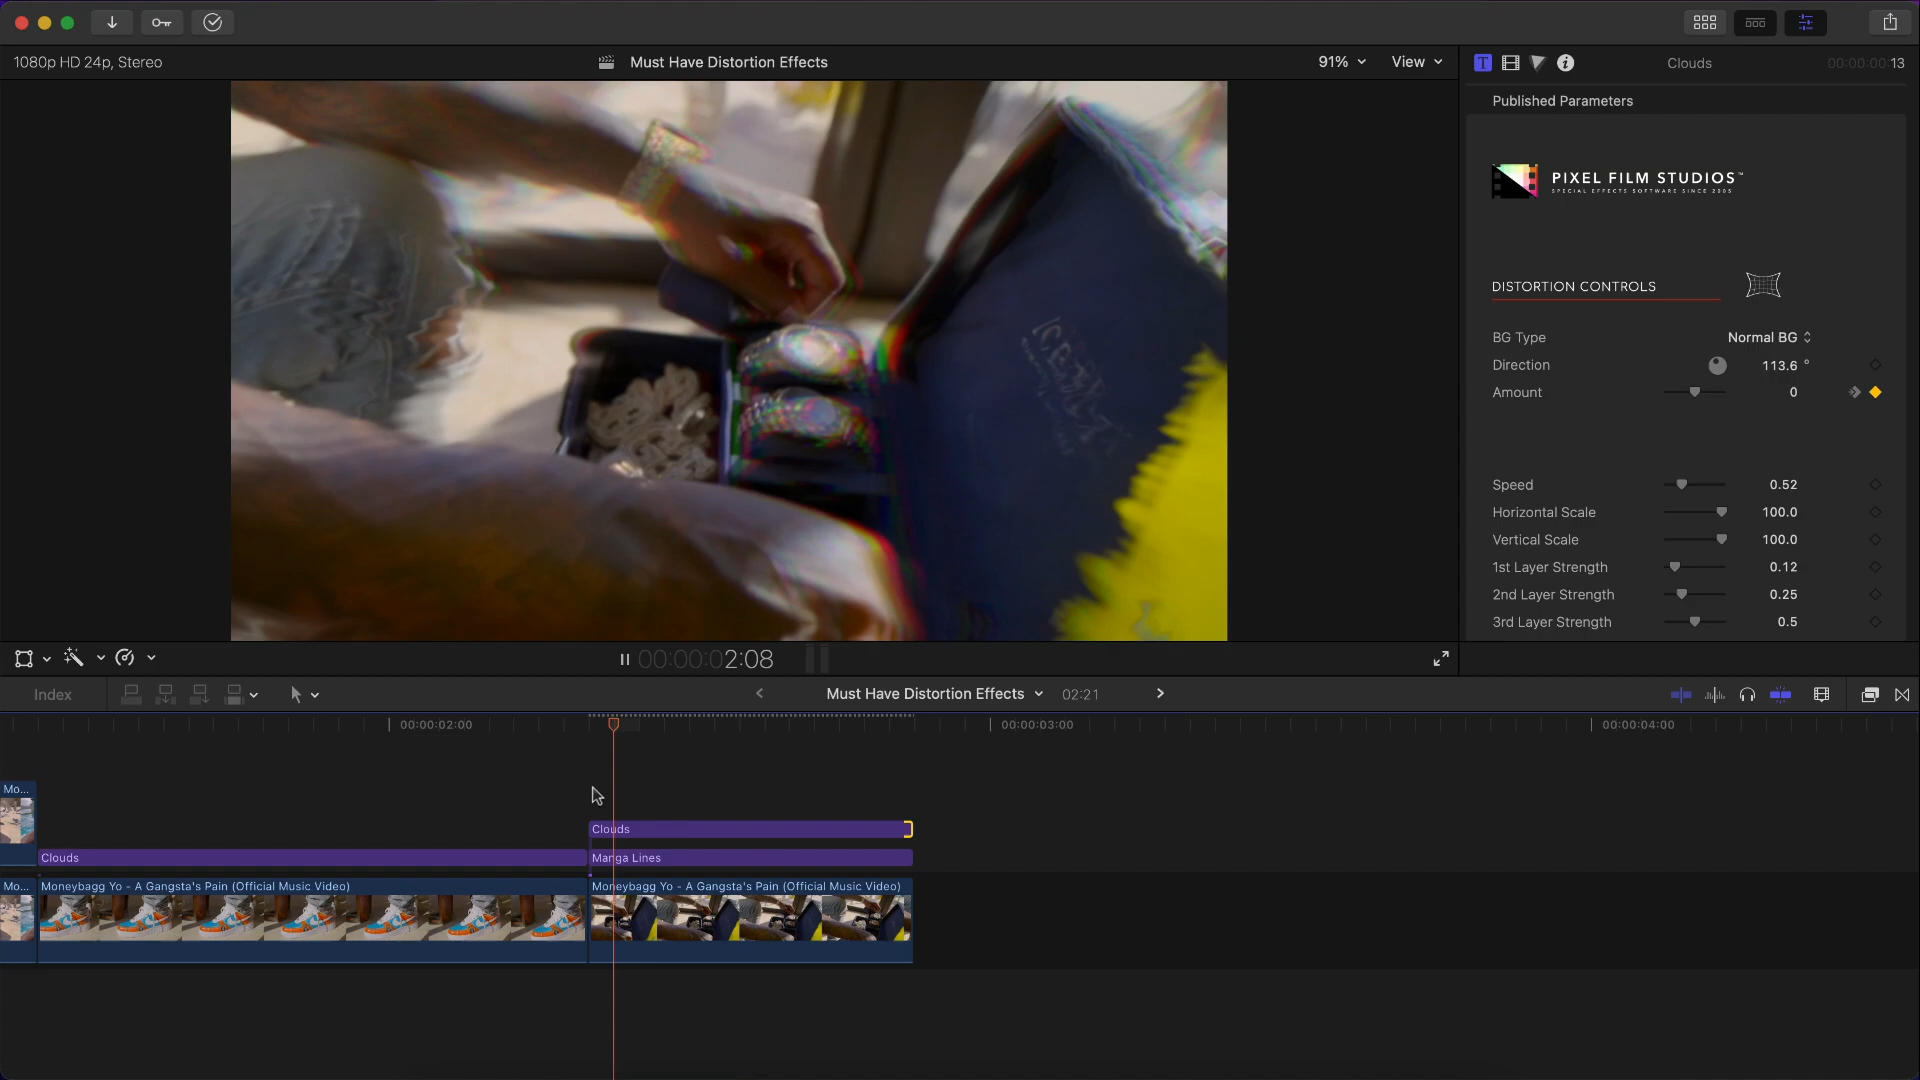 1080p HD 24p, Stereo
Must Have Distortion Effects
91%
View
Clouds
00:00:00:13
Published Parameters
PIXEL FILM STUDIOS™
SPECIAL EFFECTS SOFTWARE SINCE 2005
DISTORTION CONTROLS
BG Type
Normal BG
Direction
113.6 °
Amount
0
Speed
0.52
Horizontal Scale
100.0
Vertical Scale
100.0
1st Layer Strength
0.12
2nd Layer Strength
0.25
3rd Layer Strength
0.5
00:00:02:08
Index
Must Have Distortion Effects
02:21
00:00:02:00
00:00:03:00
00:00:04:00
Mo...
Clouds
Clouds
Manga Lines
Mo...
Moneybagg Yo - A Gangsta's Pain (Official Music Video)
Moneybagg Yo - A Gangsta's Pain (Official Music Video)